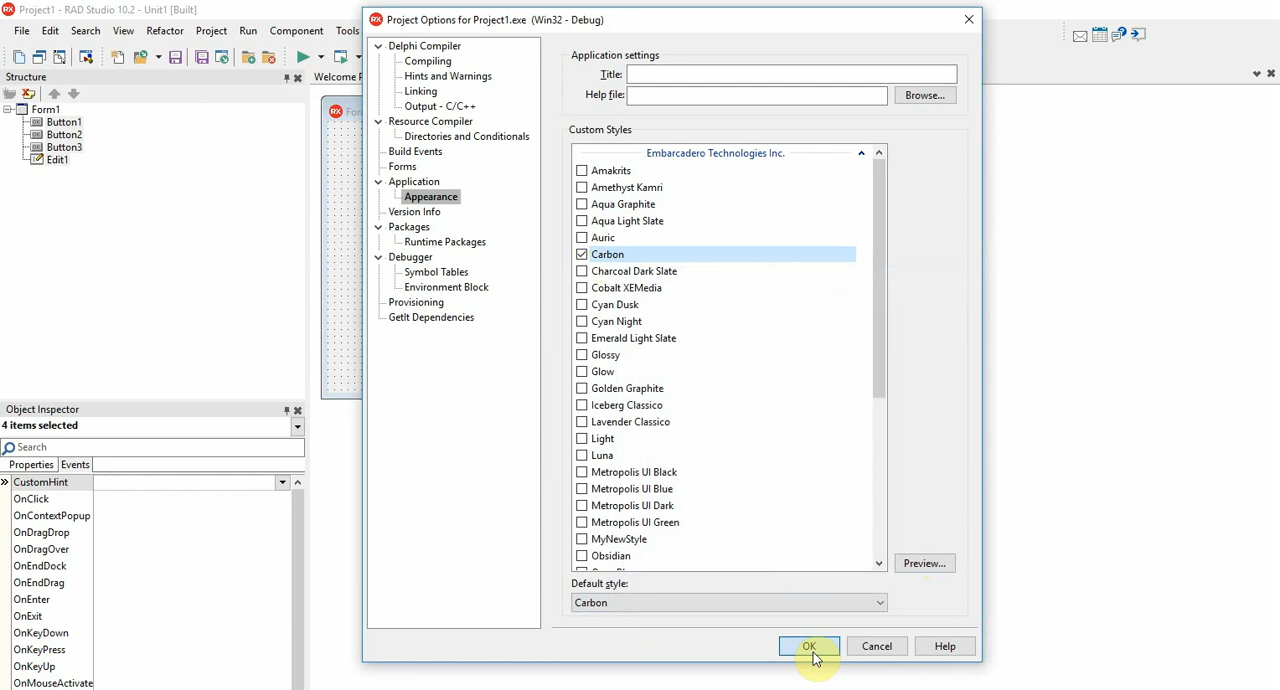 Project1 - RAD Studio 10.2 - Unit1 [Built]
File Edit Search View Refactor Project Run Component Tools
Structure
Welcome P
Form1
Button1
Button2
Button3
Edit1
Form
Object Inspector
4 items selected
Search
Properties Events
CustomHint
OnClick
OnContextPopup
OnDragDrop
OnDragOver
OnEndDock
OnEndDrag
OnEnter
OnExit
OnKeyDown
OnKeyPress
OnKeyUp
OnMouseActivate
RX Project Options for Project1.exe (Win32 - Debug)
Delphi Compiler
Compiling
Hints and Warnings
Linking
Output - C/C++
Resource Compiler
Directories and Conditionals
Build Events
Forms
Application
Appearance
Version Info
Packages
Runtime Packages
Debugger
Symbol Tables
Environment Block
Provisioning
GetIt Dependencies
Application settings
Title:
Help file:
Browse...
Custom Styles
Embarcadero Technologies Inc.
Amakrits
Amethyst Kamri
Aqua Graphite
Aqua Light Slate
Auric
Carbon
Charcoal Dark Slate
Cobalt XEMedia
Cyan Dusk
Cyan Night
Emerald Light Slate
Glossy
Glow
Golden Graphite
Iceberg Classico
Lavender Classico
Light
Luna
Metropolis UI Black
Metropolis UI Blue
Metropolis UI Dark
Metropolis UI Green
MyNewStyle
Obsidian
Preview...
Default style:
Carbon
OK Cancel Help